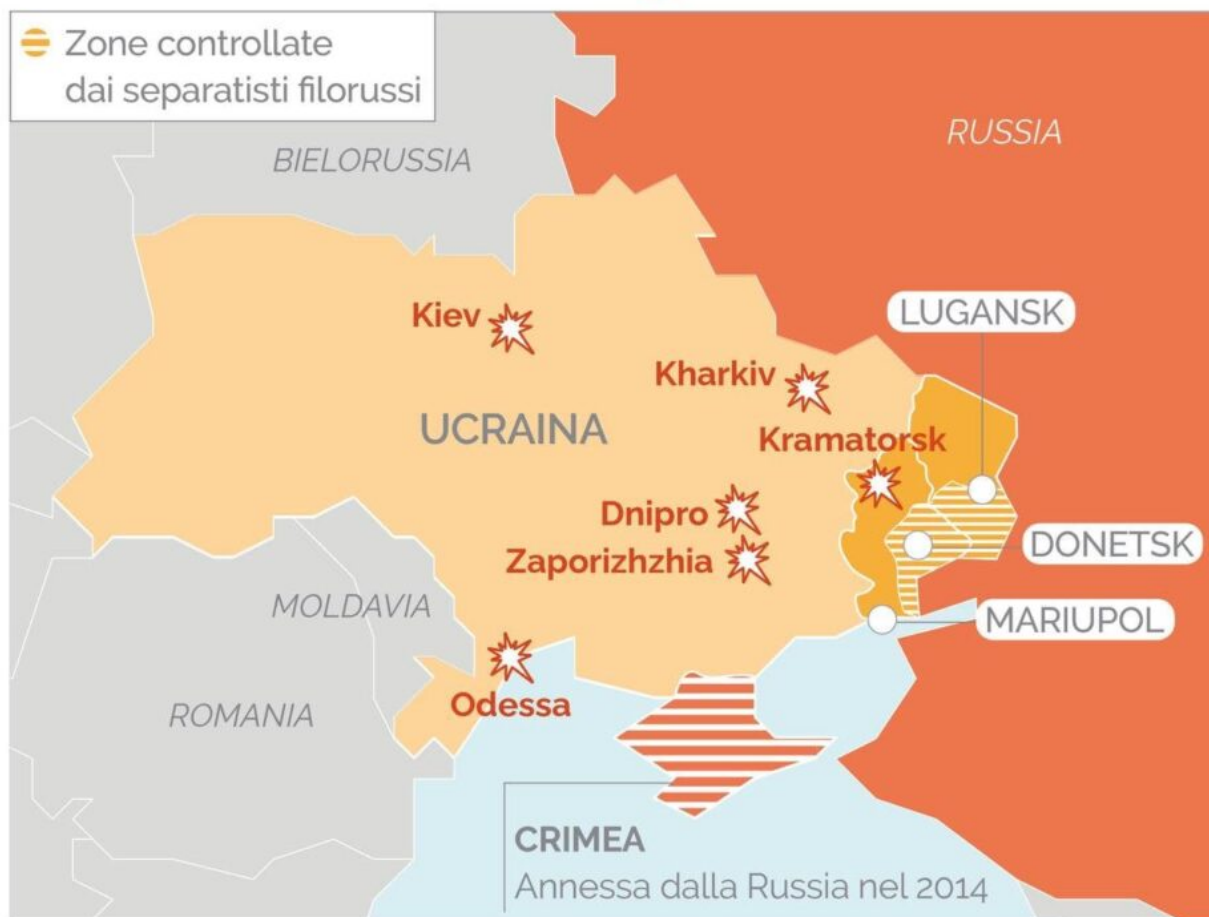 Zone controllate
dai separatisti filorussi
RUSSIA
BIELORUSSIA
LUGANSK
Kiev
Kharkiv
UCRAINA
Kramatorsk
Dnipro
DONETSK
Zaporizhzhia
MOLDAVIA
MARIUPOL
ROMANIA
Odessa
CRIMEA
Annessa dalla Russia nel 2014